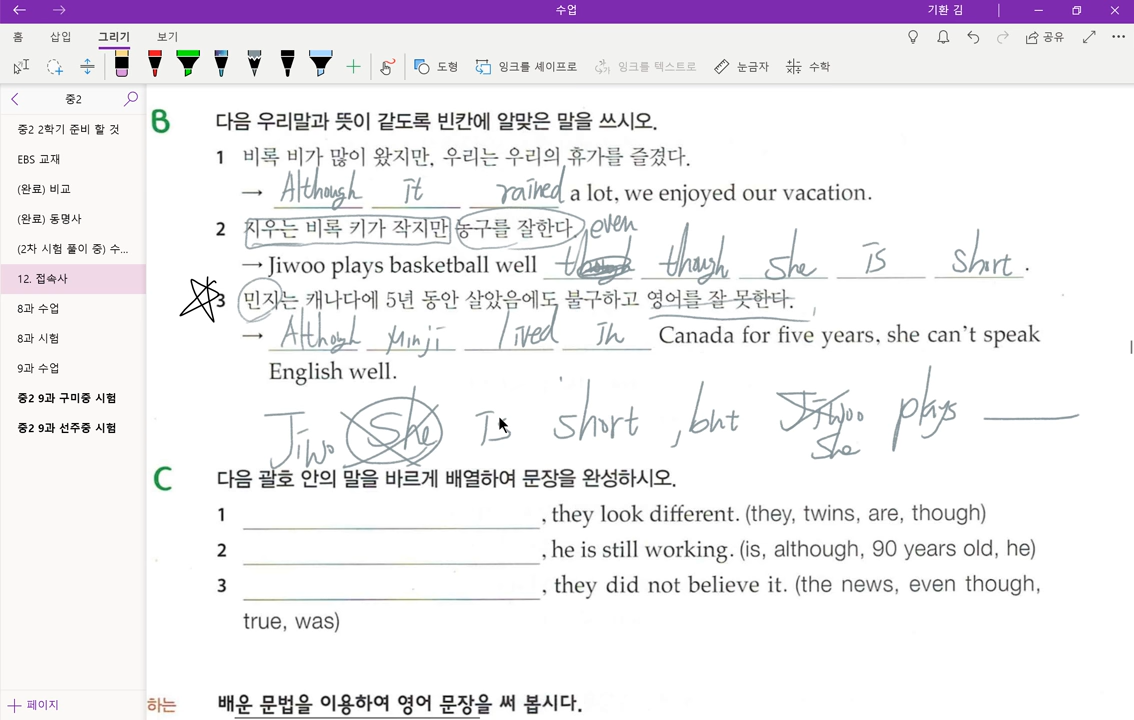 수업
기환 김
홈 삽입 그리기 보기
도형 잉크를 셰이프로 잉크를 텍스트로 눈금자 수학 공유
중2
중2 2학기 준비 할 것
EBS 교재
(완료) 비교
(완료) 동명사
(2차 시험 풀이 중) 수...
12. 접속사
8과 수업
8과 시험
9과 수업
중2 9과 구미중 시험
중2 9과 선주중 시험
페이지
B 다음 우리말과 뜻이 같도록 빈칸에 알맞은 말을 쓰시오.
1 비록 비가 많이 왔지만, 우리는 우리의 휴가를 즐겼다.
→ Although it rained a lot, we enjoyed our vacation.
2 지우는 비록 키가 작지만 농구를 잘한다. even
→ Jiwoo plays basketball well though she is short.
3 민지는 캐나다에 5년 동안 살았음에도 불구하고 영어를 잘 못한다.
→ Although Minji lived in Canada for five years, she can't speak
English well.
Jiwo She is short, but Jiwoo plays
she
C 다음 괄호 안의 말을 바르게 배열하여 문장을 완성하시오.
1 , they look different. (they, twins, are, though)
2 , he is still working. (is, although, 90 years old, he)
3 , they did not believe it. (the news, even though,
true, was)
하는 배운 문법을 이용하여 영어 문장을 써 봅시다.